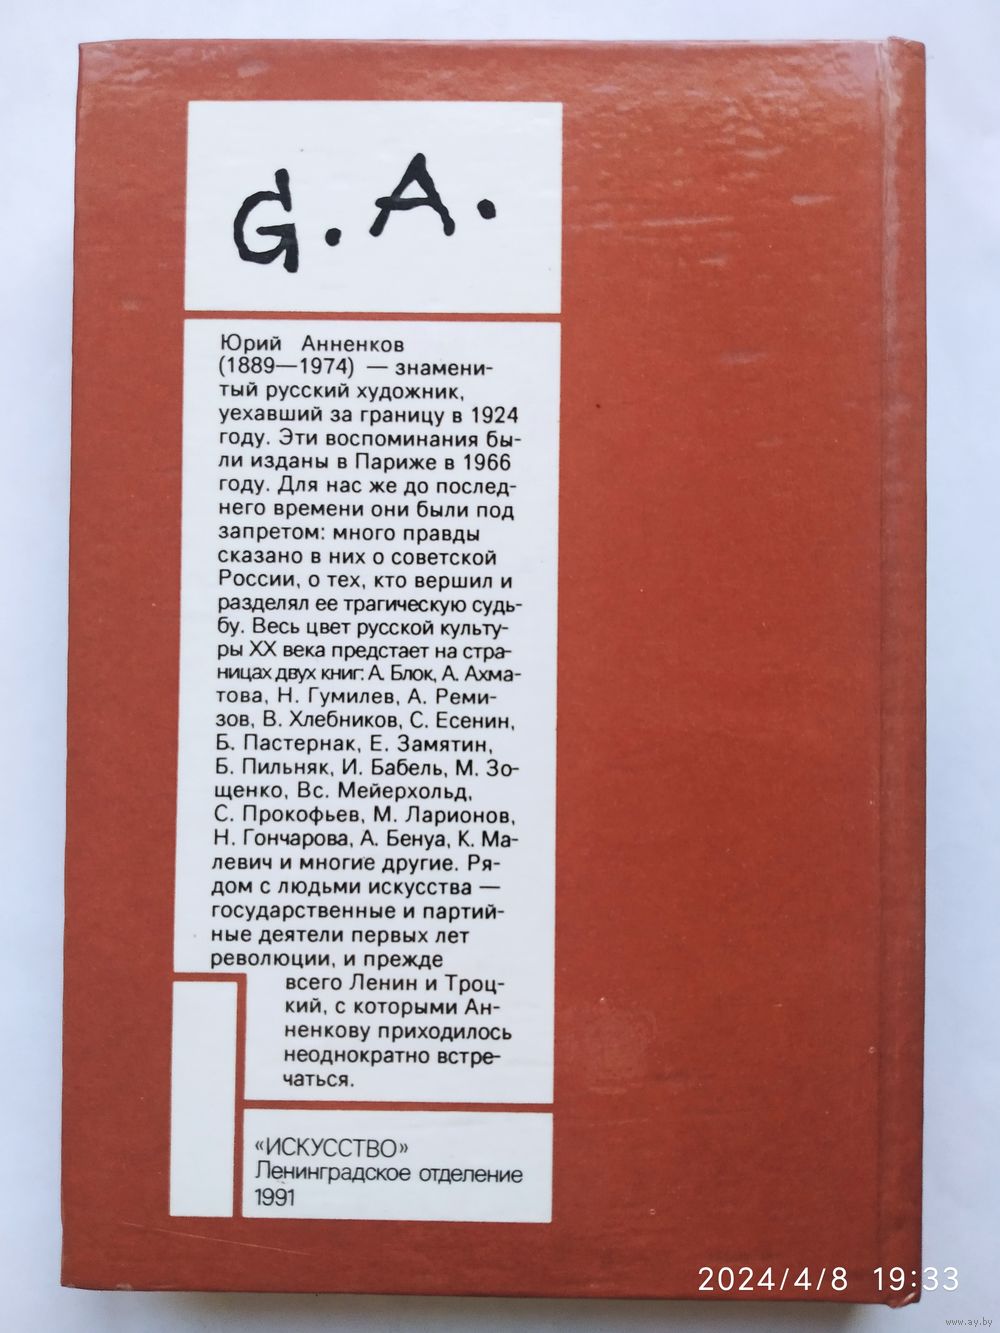 G. A.
Юрий Анненков
(1889—1974) — знамени-
тый русский художник,
уехавший за границу в 1924
году. Эти воспоминания бы-
ли изданы в Париже в 1966
году. Для нас же до послед-
него времени они были под
запретом: много правды
сказано в них о советской
России, о тех, кто вершил и
разделял ее трагическую судь-
бу. Весь цвет русской культу-
ры XX века предстает на стра-
ницах двух книг: А. Блок, А. Ахма-
това, Н. Гумилев, А. Реми-
зов, В. Хлебников, С. Есенин,
Б. Пастернак, Е. Замятин,
Б. Пильняк, И. Бабель, М. Зо-
щенко, Вс. Мейерхольд,
С. Прокофьев, М. Ларионов,
Н. Гончарова, А. Бенуа, К. Ма-
левич и многие другие. Ря-
дом с людьми искусства —
государственные и партий-
ные деятели первых лет
революции, и прежде
всего Ленин и Троц-
кий, с которыми Ан-
ненкову приходилось
неоднократно встре-
чаться.
«ИСКУССТВО»
Ленинградское отделение
1991
2024/4/8 19:33
www.ay.by